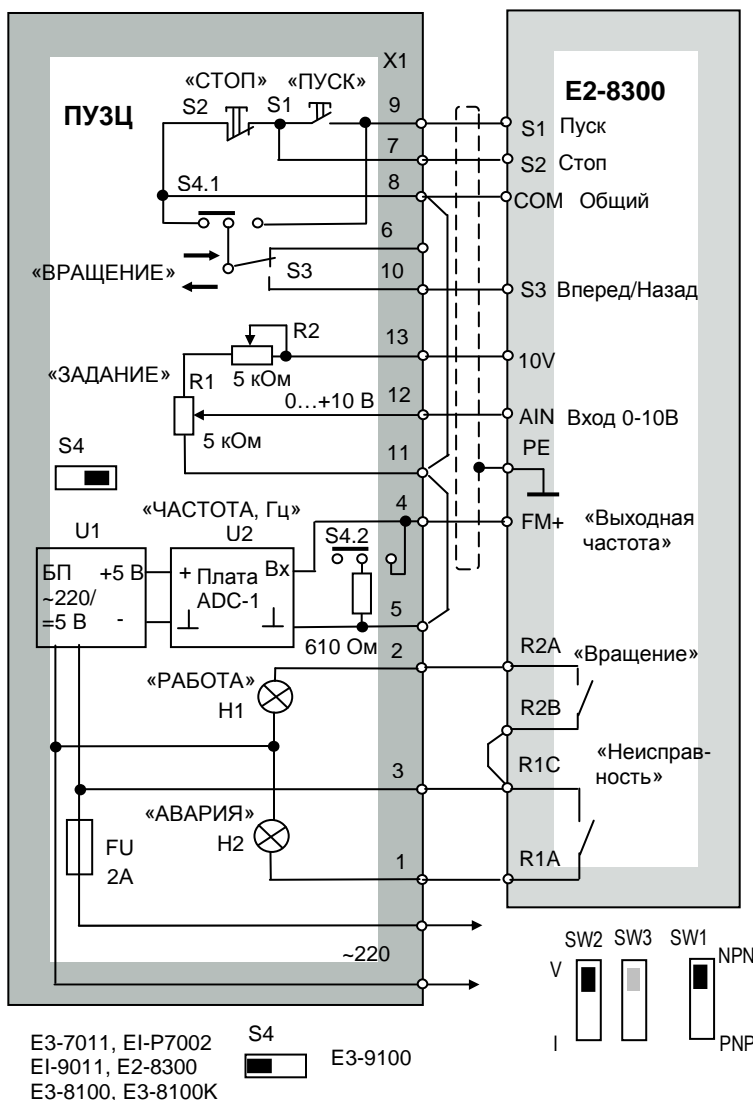 X1
«СТОП» «ПУСК»
ПУЗЦ
S2 S1 9
7
8
S4.1
6
«ВРАЩЕНИЕ»
S3
10
R2
13
«ЗАДАНИЕ»
R1
5 кОм
0…+10 В 12
5 кОм
11
S4
«ЧАСТОТА, Гц» 4
U1 U2
S4.2
БП +5 В
~220/
=5 В -
+ Плата Вх
ADC-1
⊥ ⊥
5
610 Ом
2
«РАБОТА»
H1
3
«АВАРИЯ»
H2
FU
2А
1
~220
E2-8300
S1 Пуск
S2 Стоп
COM Общий
S3 Вперед/Назад
10V
AIN Вход 0-10В
PE
FM+ «Выходная
частота»
R2A
«Вращение»
R2B
R1C
«Неисправ-
ность»
R1A
SW2 SW3 SW1
V
NPN
I
PNP
E3-7011, EI-P7002
EI-9011, E2-8300
E3-8100, E3-8100K
S4
E3-9100